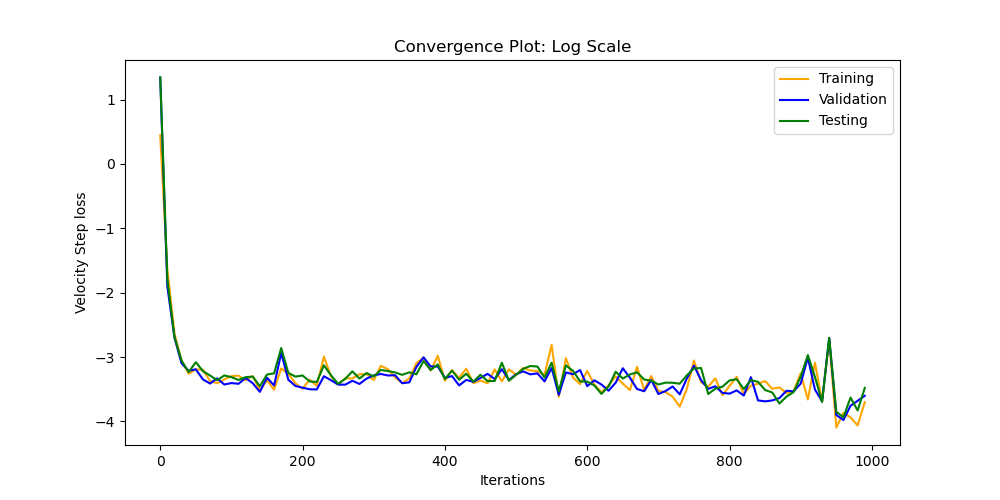 Convergence Plot: Log Scale
Training
Validation
Testing
1
0
−1
−2
−3
−4
Velocity Step loss
0 200 400 600 800 1000
Iterations